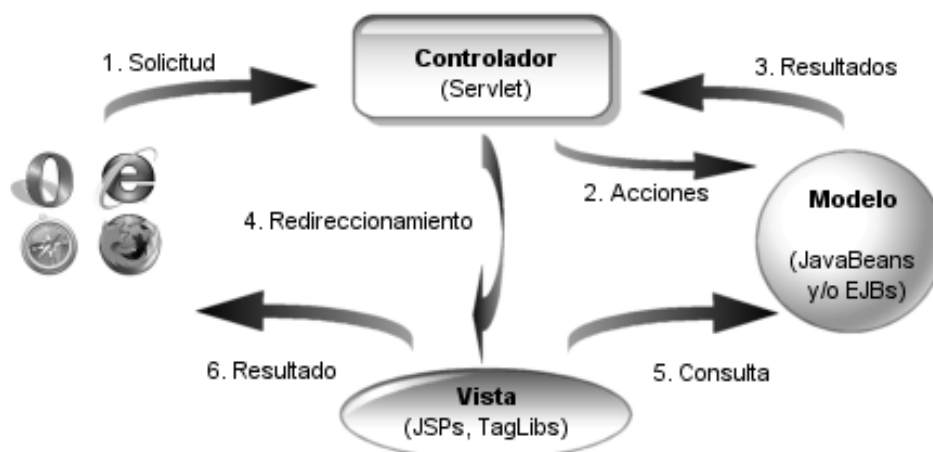 1. Solicitud
Controlador
(Servlet)
3. Resultados
2. Acciones
Modelo
(JavaBeans
y/o EJBs)
4. Redireccionamiento
6. Resultado
5. Consulta
Vista
(JSPs, TagLibs)